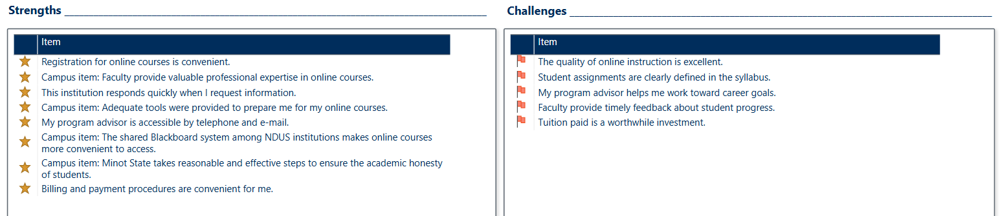 Strengths
Item
Registration for online courses is convenient.
Campus item: Faculty provide valuable professional expertise in online courses.
This institution responds quickly when I request information.
Campus item: Adequate tools were provided to prepare me for my online courses.
My program advisor is accessible by telephone and e-mail.
Campus item: The shared Blackboard system among NDUS institutions makes online courses
more convenient to access.
Campus item: Minot State takes reasonable and effective steps to ensure the academic honesty
of students.
Billing and payment procedures are convenient for me.
Challenges
Item
The quality of online instruction is excellent.
Student assignments are clearly defined in the syllabus.
My program advisor helps me work toward career goals.
Faculty provide timely feedback about student progress.
Tuition paid is a worthwhile investment.